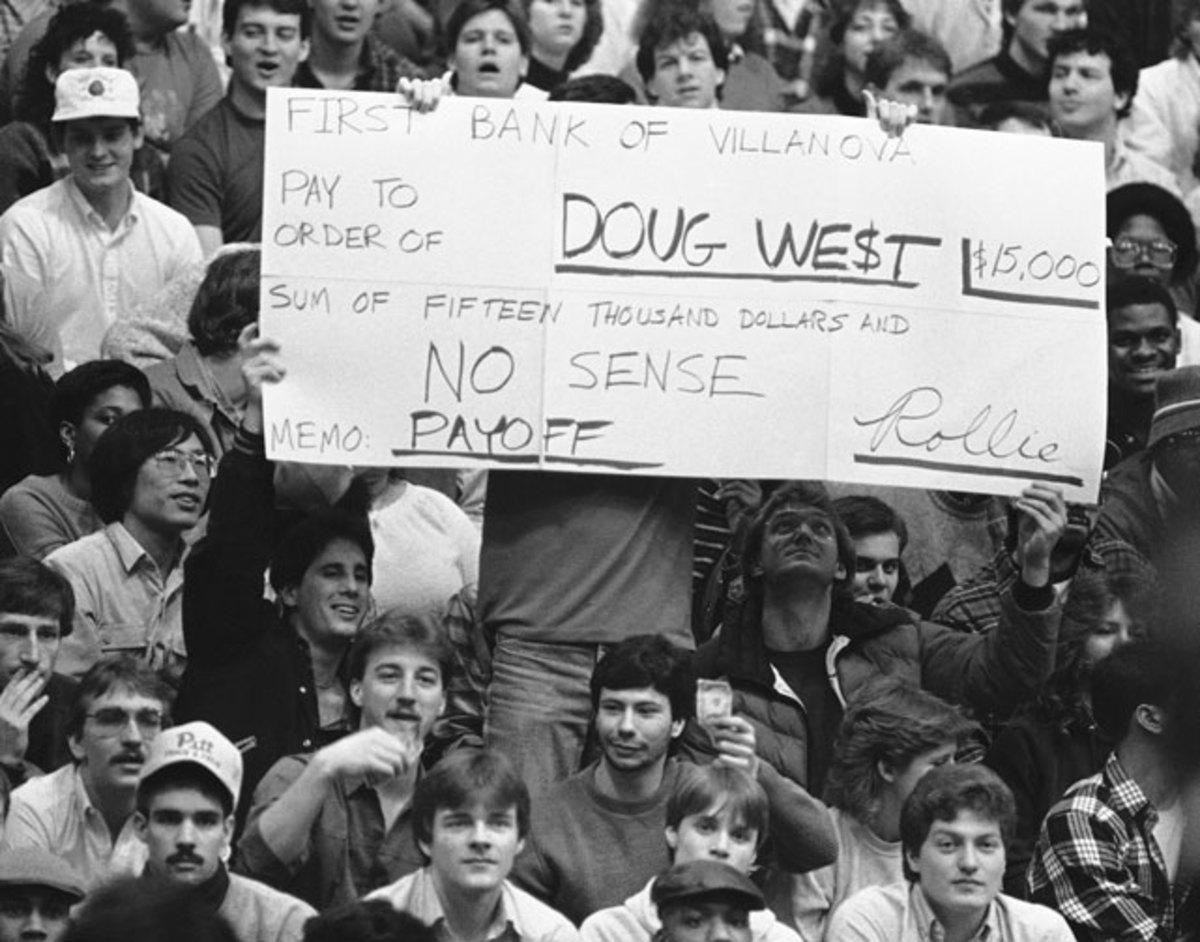 FIRST BANK OF VILLANOVA
PAY TO
ORDER OF
DOUG WE$T $15,000
SUM OF FIFTEEN THOUSAND DOLLARS AND
NO SENSE
MEMO: PAYOFF
Rollie
Pitt